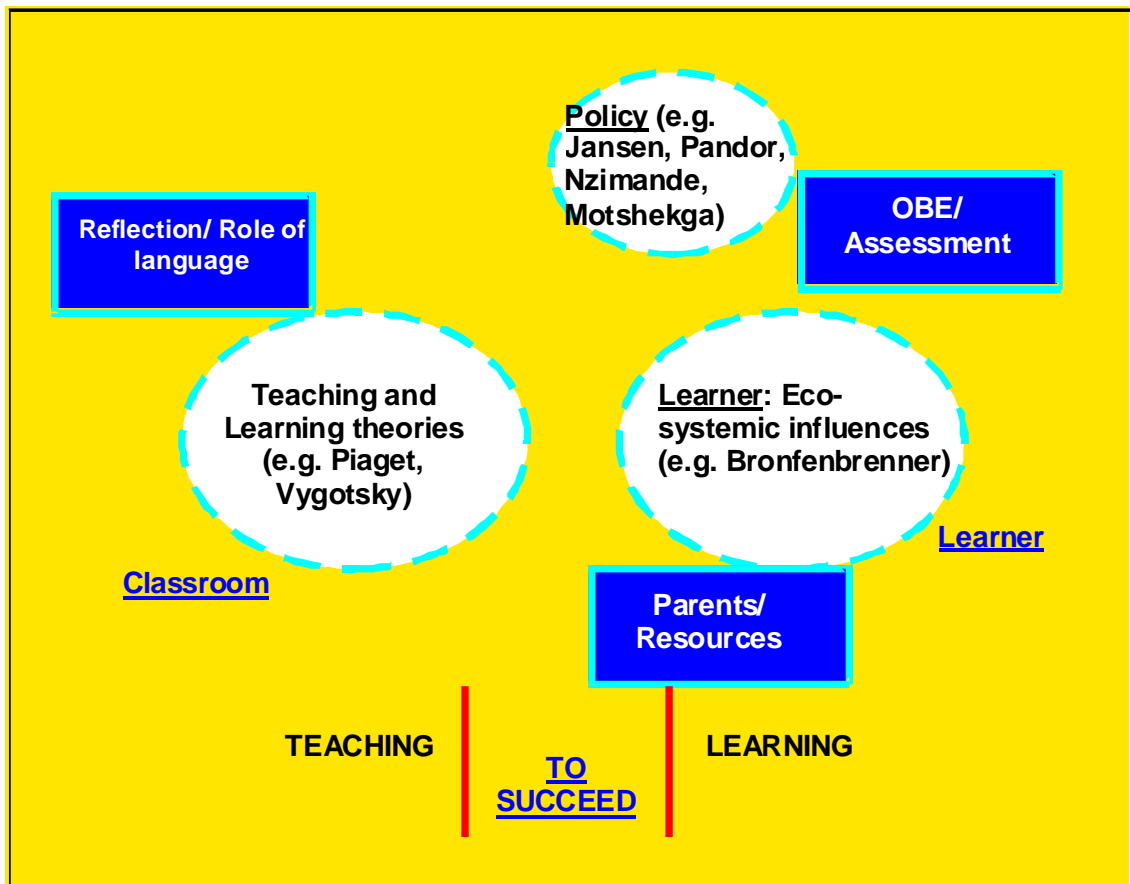 Policy (e.g.
Jansen, Pandor,
Nzimande,
Motshekga)
Reflection/ Role of
language
OBE/
Assessment
Teaching and
Learning theories
(e.g. Piaget,
Vygotsky)
Learner: Eco-
systemic influences
(e.g. Bronfenbrenner)
Learner
Classroom
Parents/
Resources
TEACHING
TO
SUCCEED
LEARNING